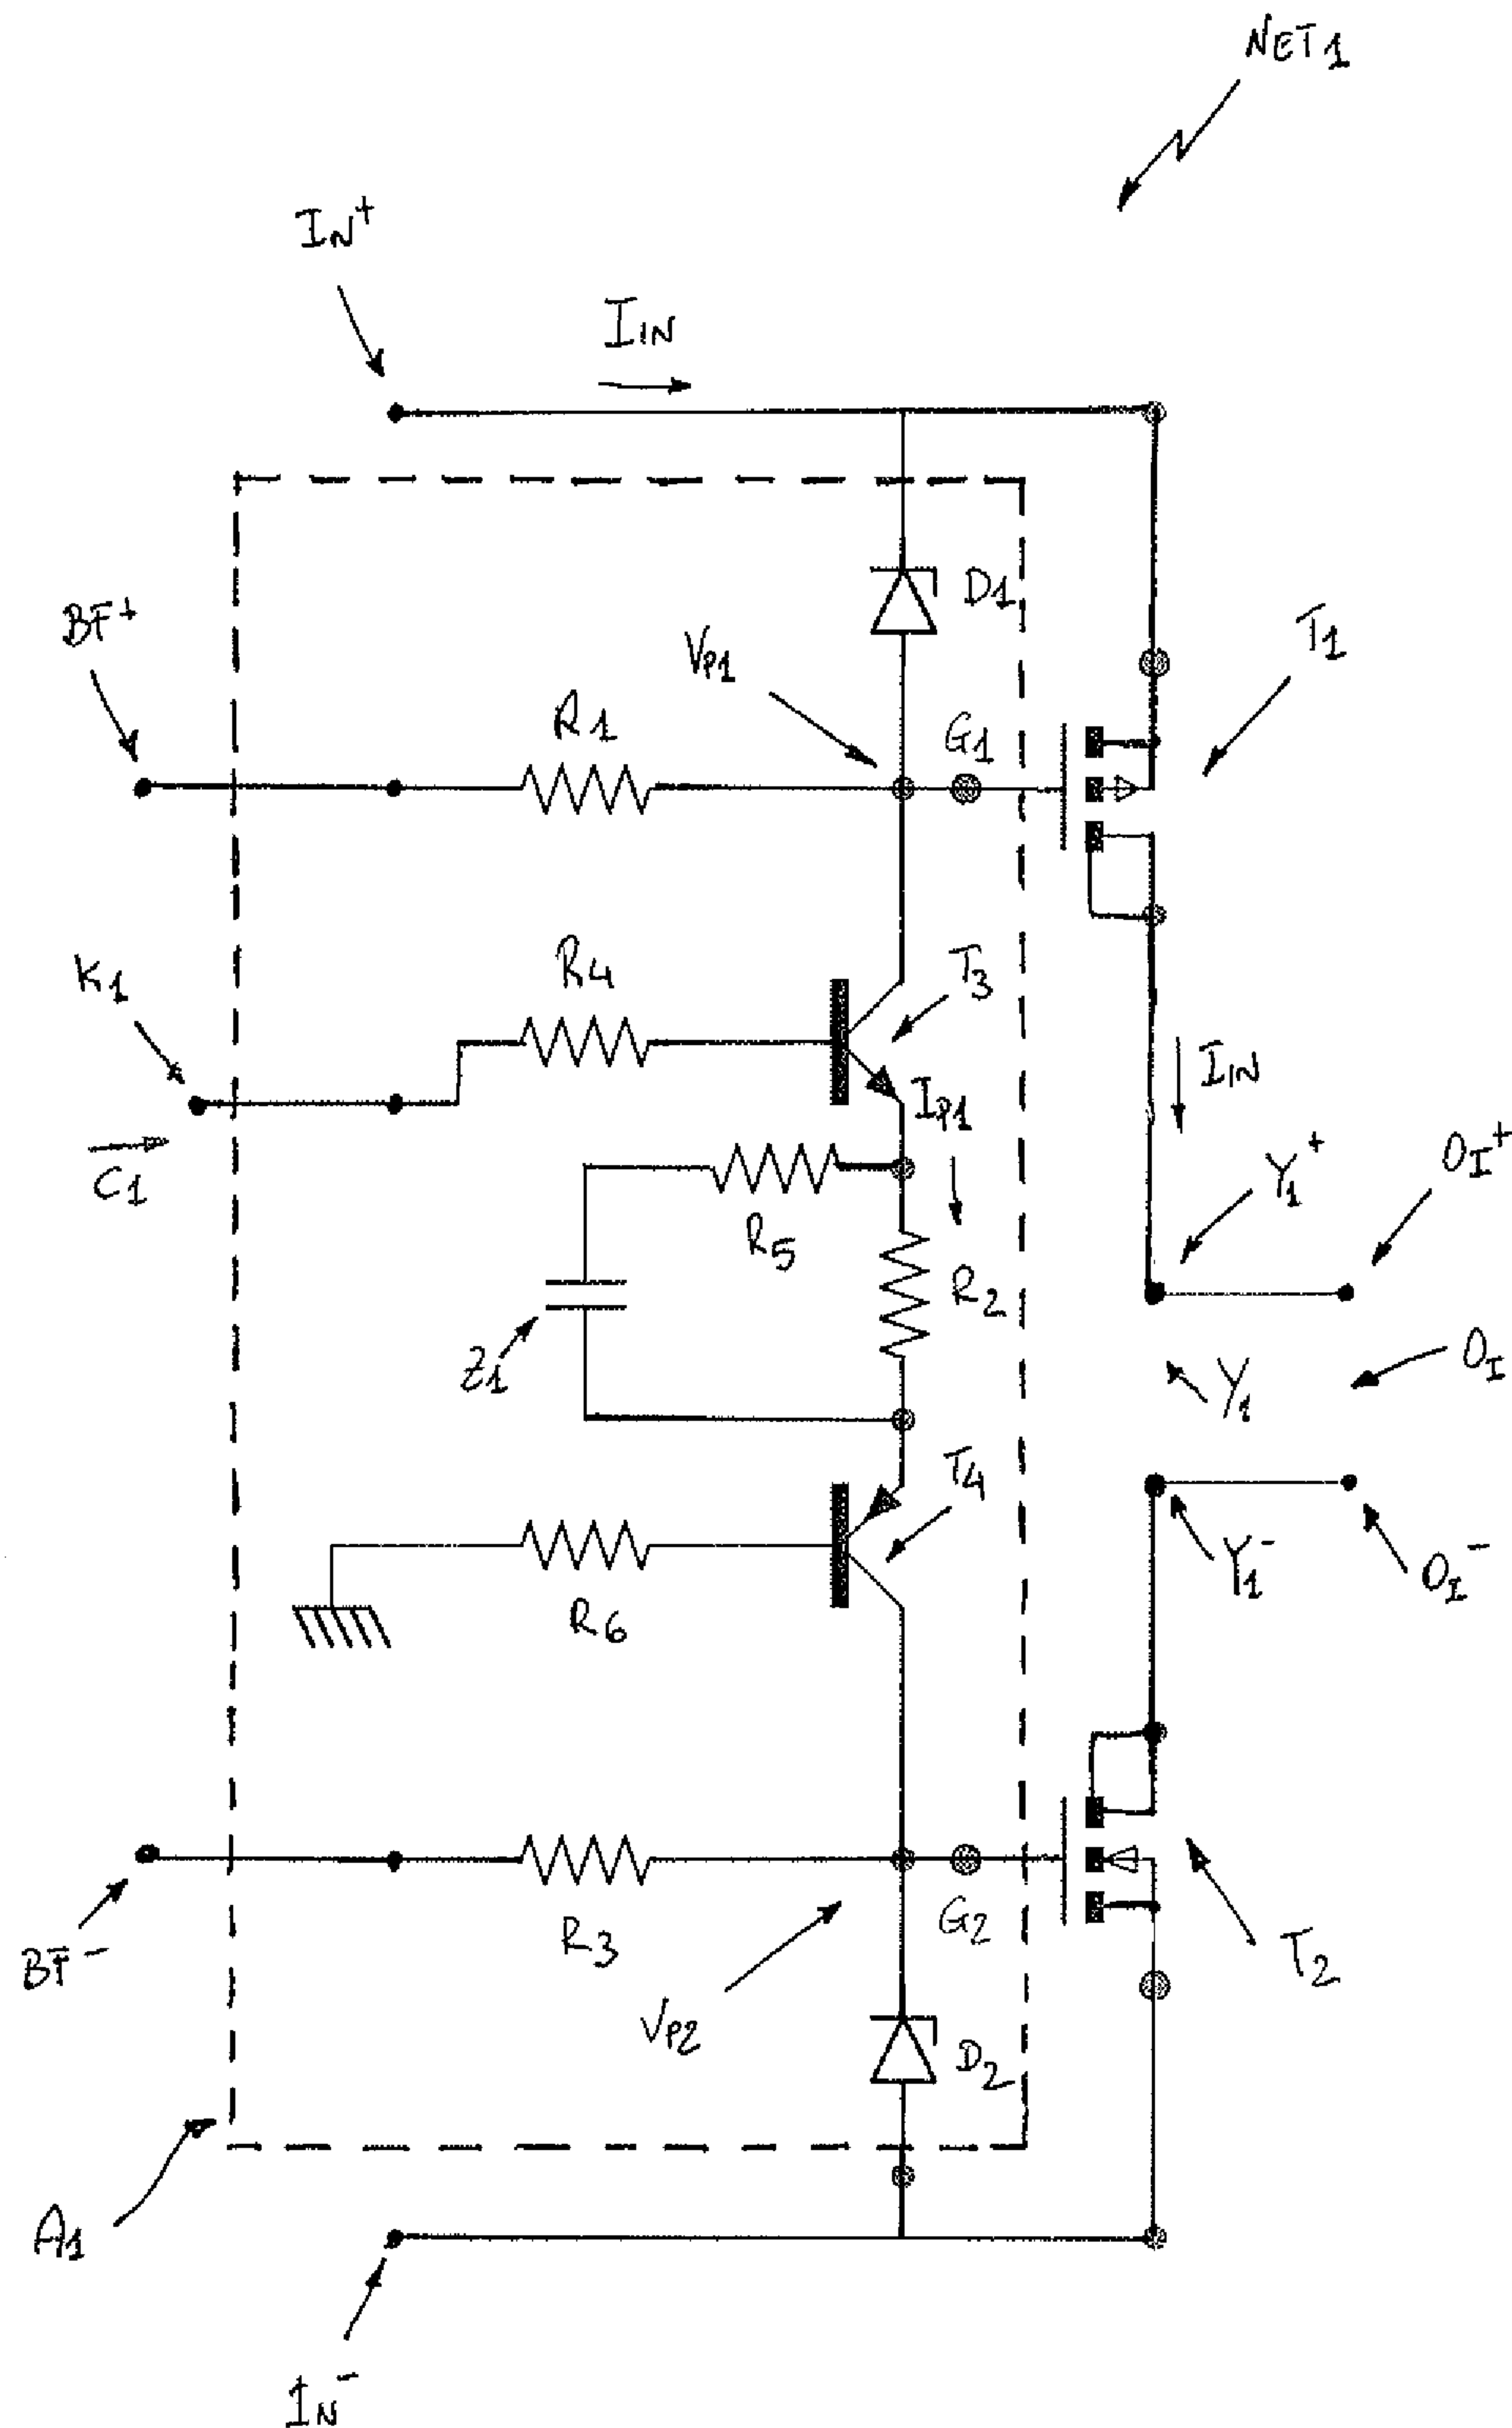 NET1
IN+
IIN
BF+
D1
T1
VP1
R1
G1
K1
R4
T3
IP1
IIN
C1
R5
Y1+
OI+
R2
Z1
OI
Y1
T4
Y1-
OI-
R6
R3
G2
BF-
T2
VP2
D2
A1
IN-